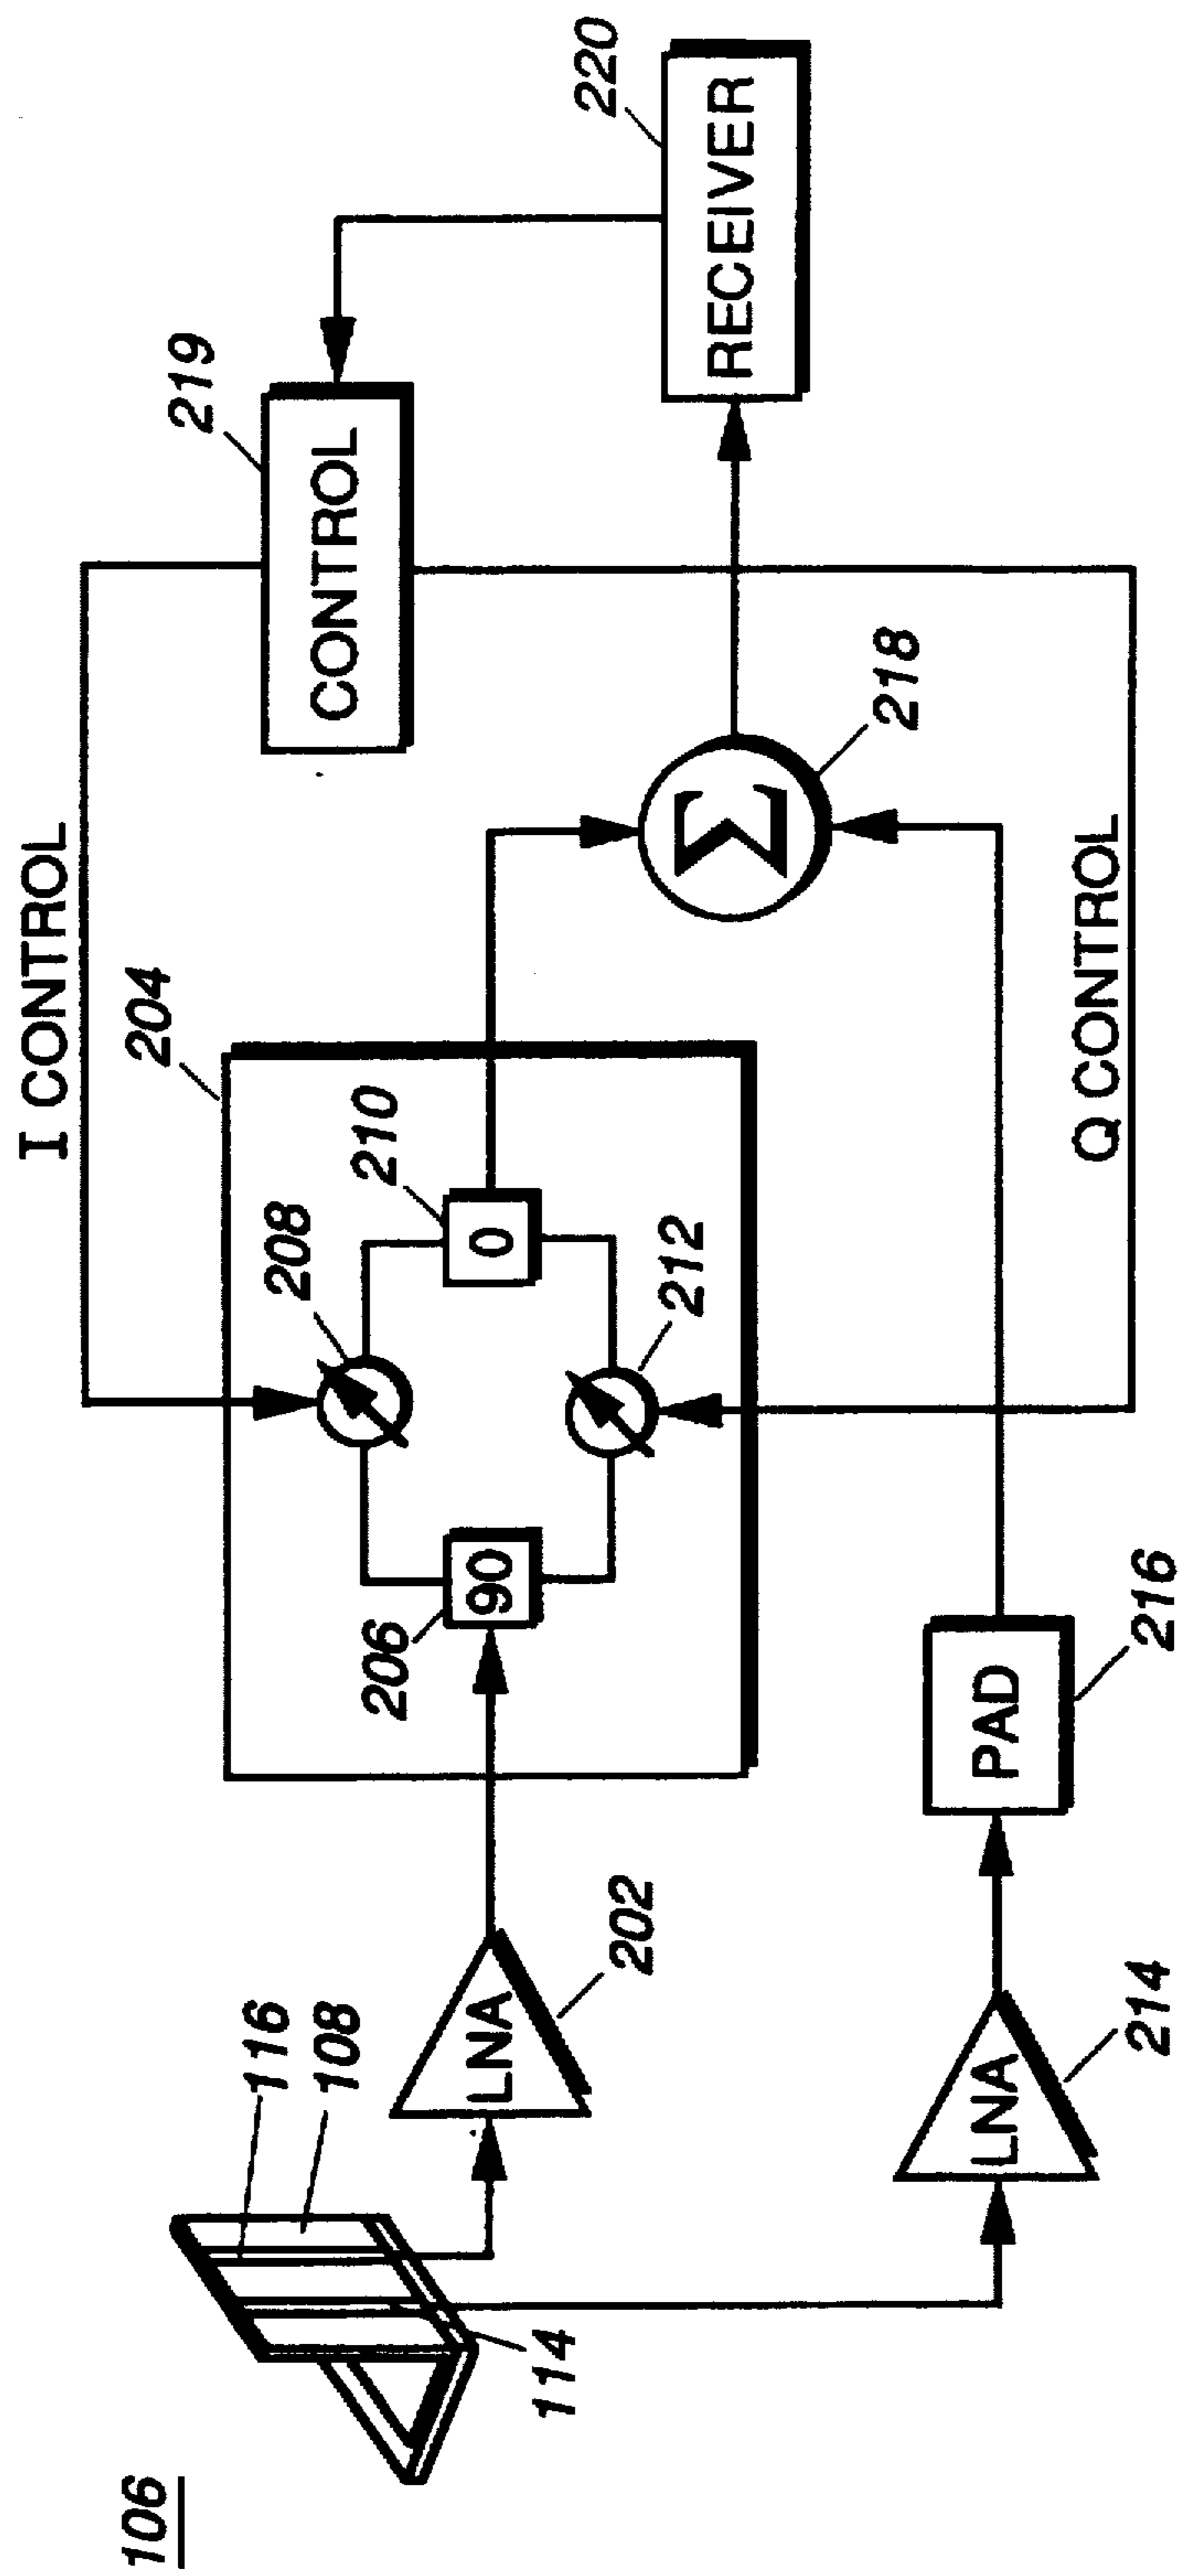 106
116
108
114
LNA
202
LNA
214
PAD
216
204
206
90
208
210
0
212
I CONTROL
Q CONTROL
Σ
218
219
CONTROL
220
RECEIVER